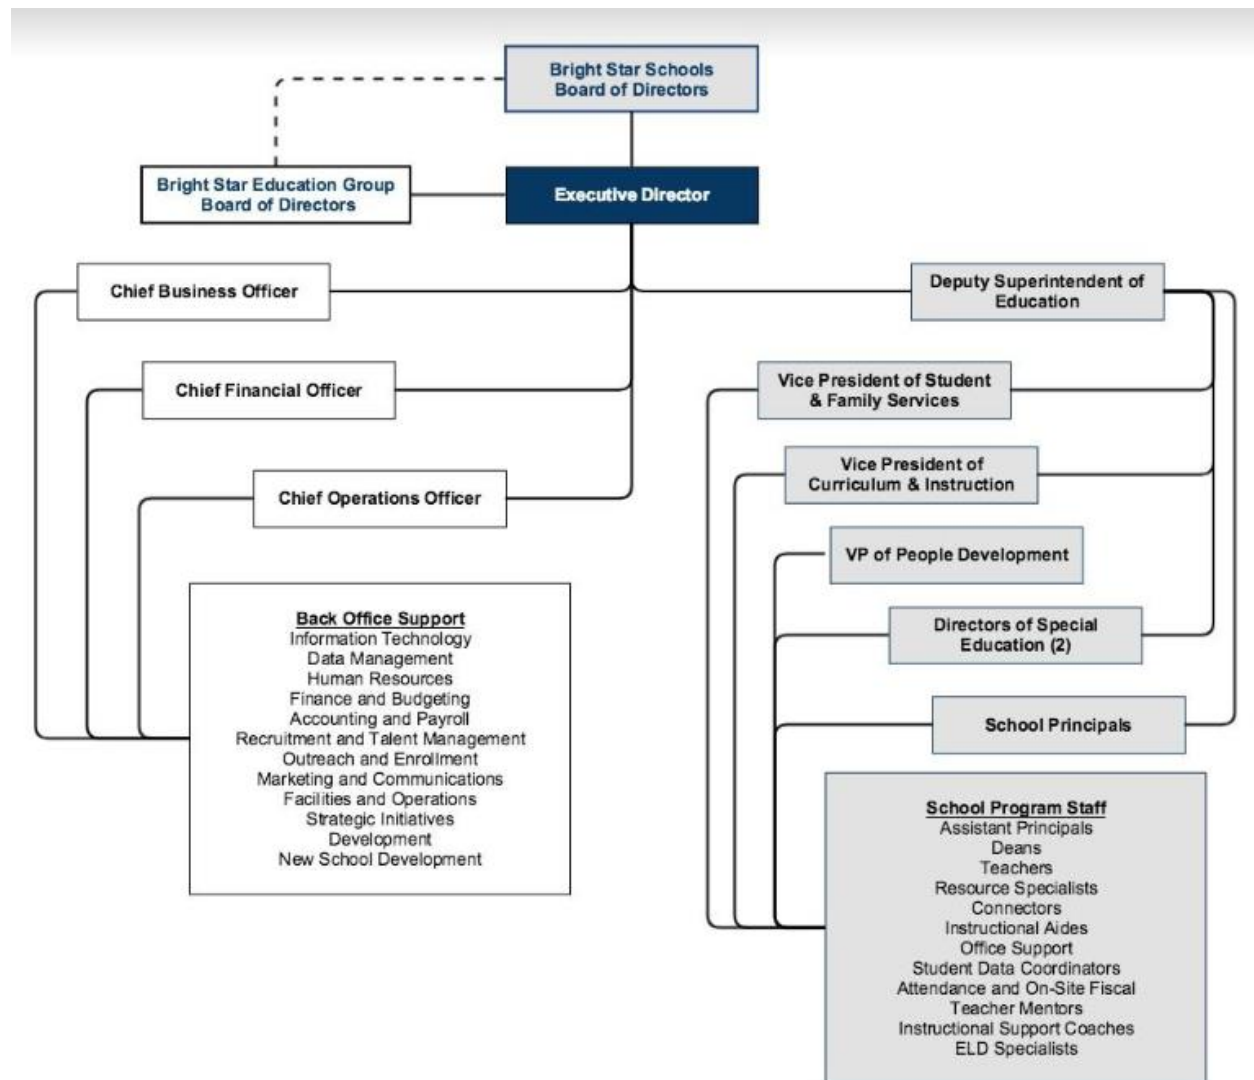 Bright Star Schools
Board of Directors
Bright Star Education Group
Board of Directors
Executive Director
Chief Business Officer
Deputy Superintendent of
Education
Chief Financial Officer
Vice President of Student
& Family Services
Vice President of
Curriculum & Instruction
Chief Operations Officer
VP of People Development
Directors of Special
Education (2)
School Principals
Back Office Support
Information Technology
Data Management
Human Resources
Finance and Budgeting
Accounting and Payroll
Recruitment and Talent Management
Outreach and Enrollment
Marketing and Communications
Facilities and Operations
Strategic Initiatives
Development
New School Development
School Program Staff
Assistant Principals
Deans
Teachers
Resource Specialists
Connectors
Instructional Aides
Office Support
Student Data Coordinators
Attendance and On-Site Fiscal
Teacher Mentors
Instructional Support Coaches
ELD Specialists